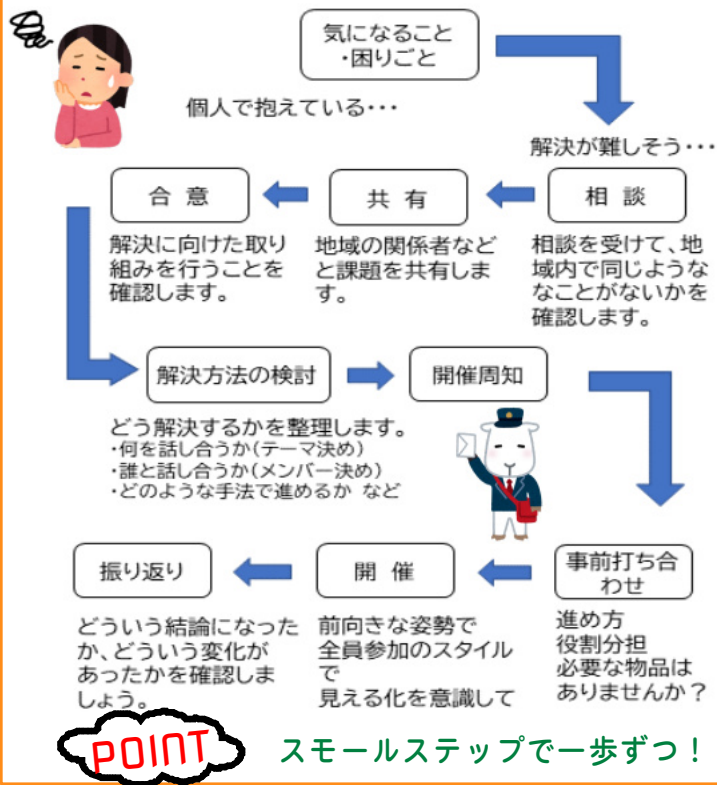 気になること
・困りごと
個人で抱えている・・・
解決が難しそう・・・
相 談
相談を受けて、地
域内で同じような
なことがないかを
確認します。
共 有
地域の関係者など
と課題を共有しま
す。
合 意
解決に向けた取り
組みを行うことを
確認します。
解決方法の検討
どう解決するかを整理します。
・何を話し合うか(テーマ決め)
・誰と話し合うか(メンバー決め)
・どのような手法で進めるか など
開催周知
事前打ち合
わせ
進め方
役割分担
必要な物品は
ありませんか?
開 催
前向きな姿勢で
全員参加のスタイル
で
見える化を意識して
振り返り
どういう結論になった
か、どういう変化が
あったかを確認しま
しょう。
POINT
スモールステップで一歩ずつ!